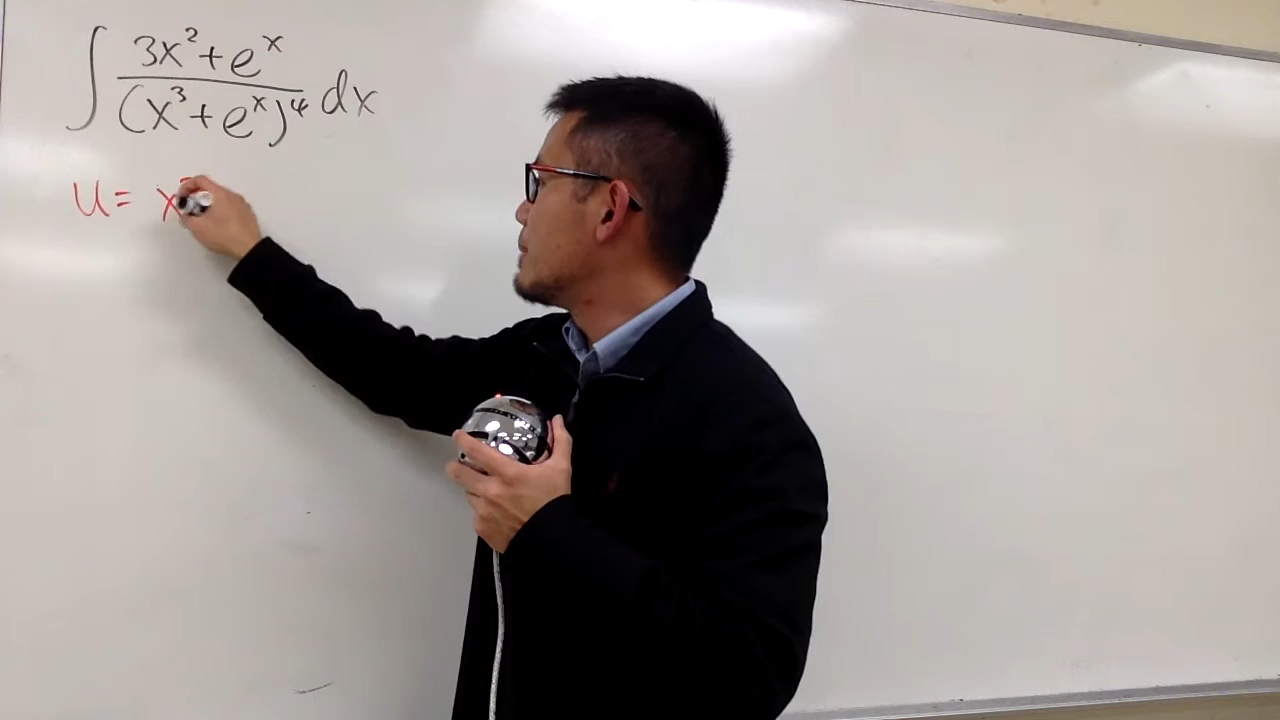 ∫ (3x² + eˣ)/(x³ + eˣ)⁴ dx
u = x